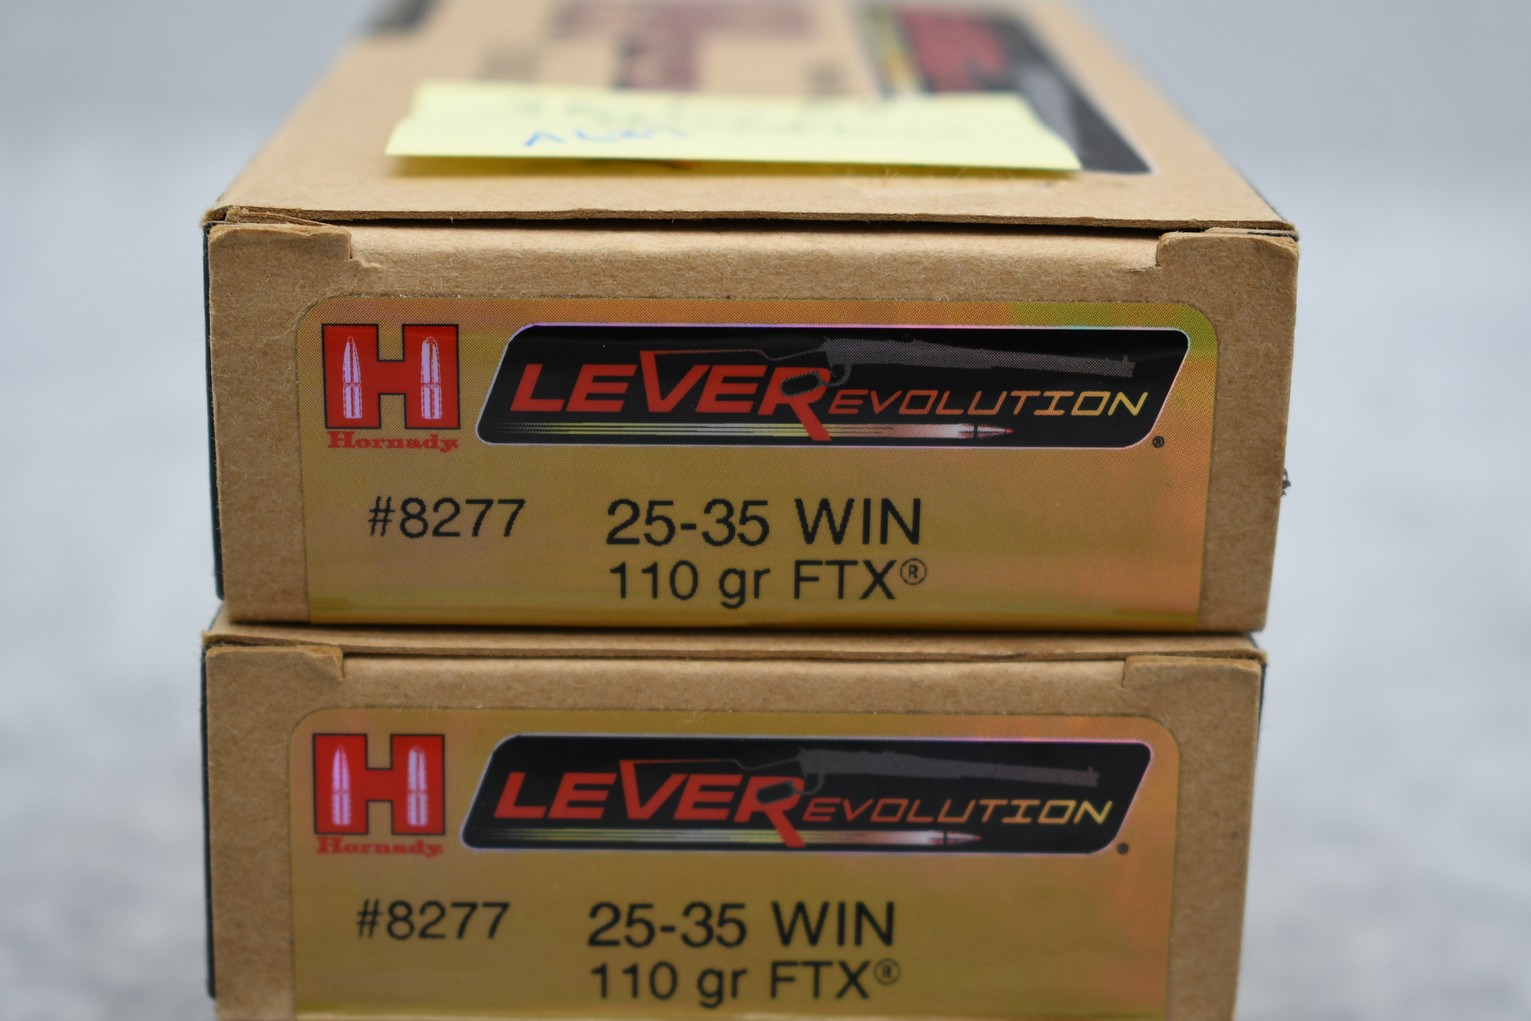 H
Hornady
LEVEREVOLUTION®
#8277 25-35 WIN
110 gr FTX®
H
Hornady
LEVEREVOLUTION®
#8277 25-35 WIN
110 gr FTX®